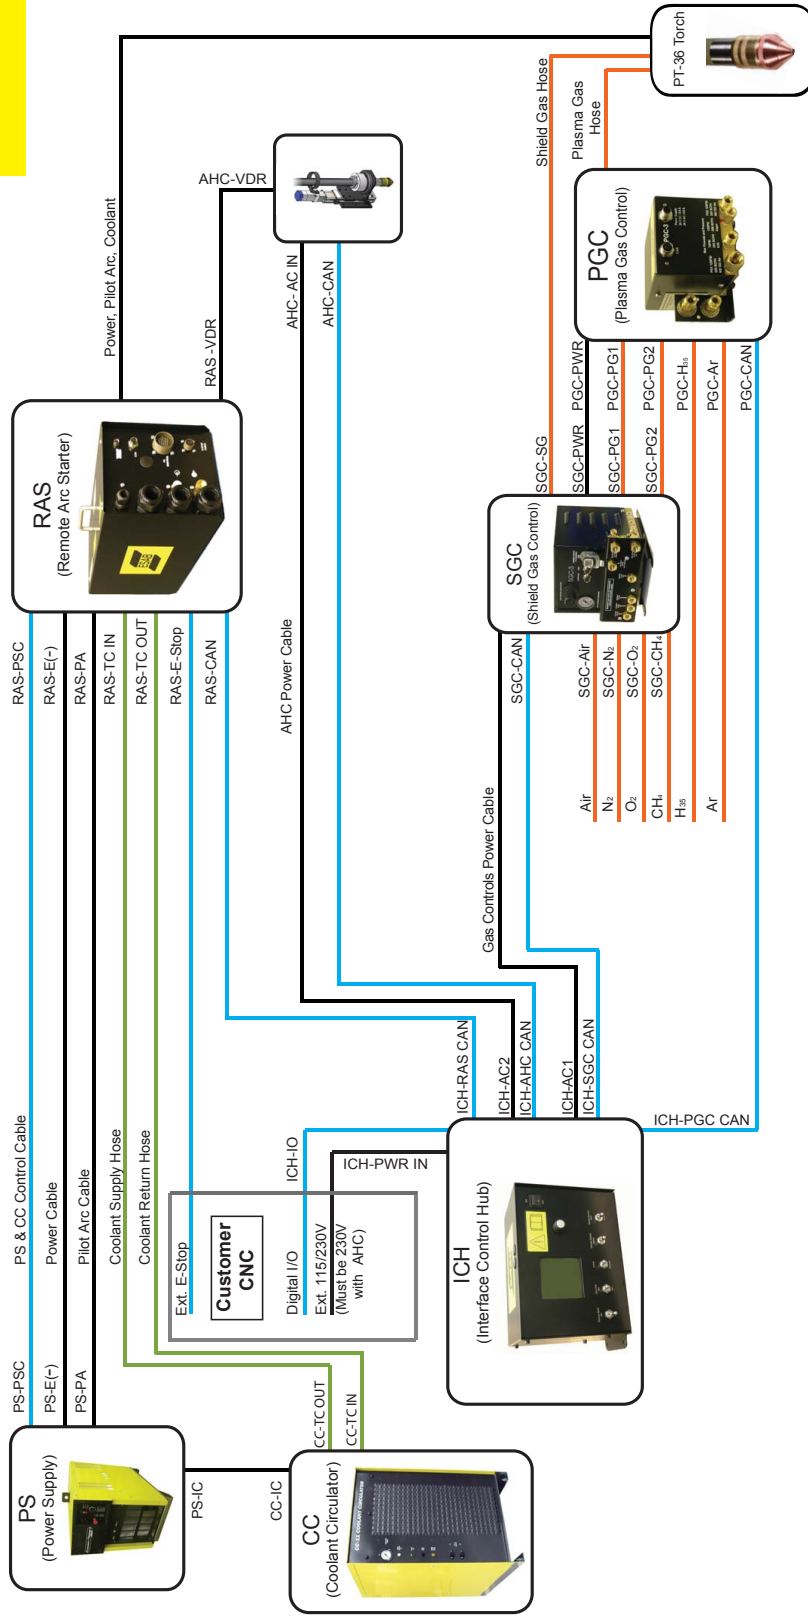 PS
(Power Supply)
PS-PSC
PS-E(-)
PS-PA
PS-IC
CC-IC
CC
(Coolant Circulator)
CC-12 COOLANT CIRCULATOR
CC-TC OUT
CC-TC IN
PS & CC Control Cable
Power Cable
Pilot Arc Cable
Coolant Supply Hose
Coolant Return Hose
RAS-PSC
RAS-E(-)
RAS-PA
RAS-TC IN
RAS-TC OUT
RAS-E-Stop
RAS-CAN
RAS
(Remote Arc Starter)
ESAB
Power, Pilot Arc, Coolant
RAS -VDR
AHC-VDR
AHC- AC IN
AHC-CAN
AHC Power Cable
Ext. E-Stop
Customer
CNC
Digital I/O
Ext. 115/230V
(Must be 230V
with AHC)
ICH-IO
ICH-PWR IN
ICH
(Interface Control Hub)
ICH-RAS CAN
ICH-AC2
ICH-AHC CAN
ICH-AC1
ICH-SGC CAN
ICH-PGC CAN
Gas Controls Power Cable
SGC-CAN
Air
N2
O2
CH4
H35
Ar
SGC-Air
SGC-N2
SGC-O2
SGC-CH4
SGC
(Shield Gas Control)
SGC-SG
SGC-PWR
SGC-PG1
SGC-PG2
PGC-PWR
PGC-PG1
PGC-PG2
PGC-H35
PGC-Ar
PGC-CAN
PGC
(Plasma Gas Control)
PGC-3
Shield Gas Hose
Plasma Gas
Hose
PT-36 Torch